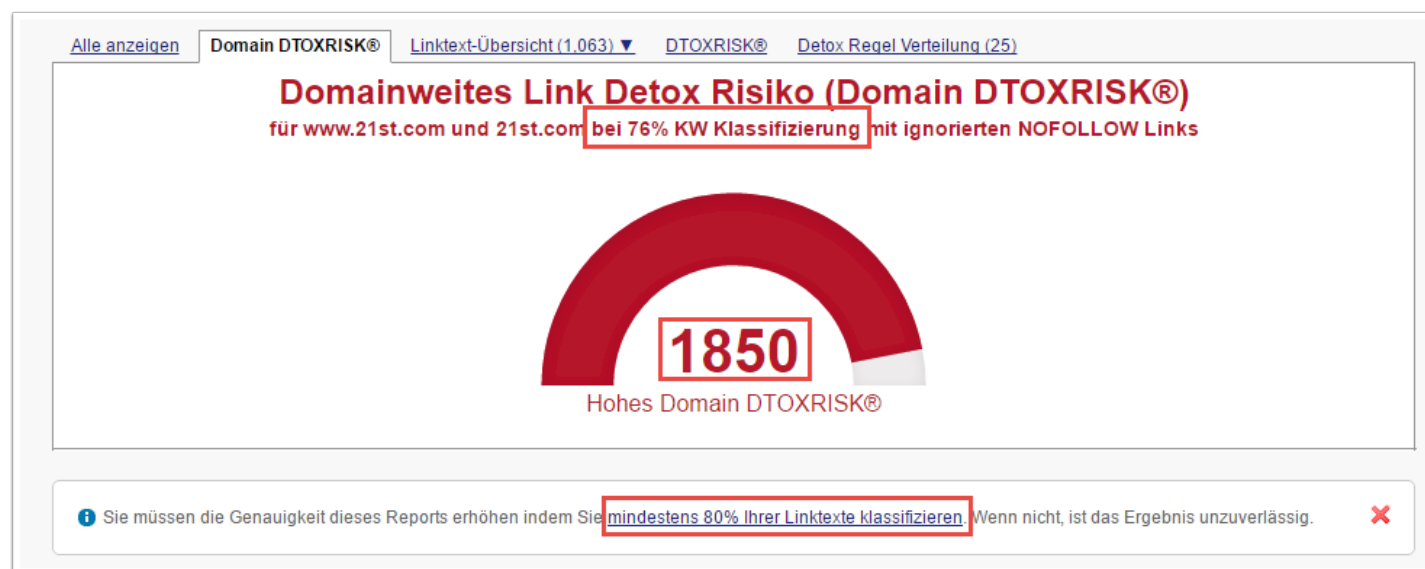 Alle anzeigen Domain DTOXRISK® Linktext-Übersicht (1,063) ▼ DTOXRISK® Detox Regel Verteilung (25)
Domainweites Link Detox Risiko (Domain DTOXRISK®)
für www.21st.com und 21st.com bei 76% KW Klassifizierung mit ignorierten NOFOLLOW Links
1850
Hohes Domain DTOXRISK®
Sie müssen die Genauigkeit dieses Reports erhöhen indem Sie mindestens 80% Ihrer Linktexte klassifizieren. Wenn nicht, ist das Ergebnis unzuverlässig.